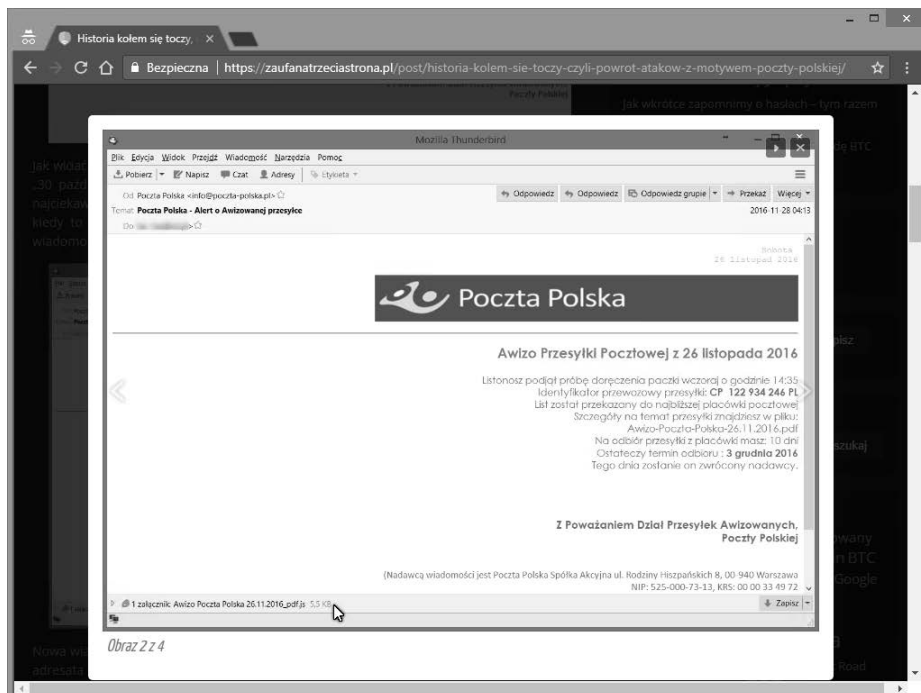 Historia kołem się toczy,
Bezpieczna | https://zaufanatrzeciastrona.pl/post/historia-kolem-sie-toczy-czyli-powrot-atakow-z-motywem-poczty-polskiej/
Poczty Polskiej
jak wkrótce zapomnimy o hasłach – tym razem
BTC
Jak widać
„30 paźd
najciekaw
kiedy to
wiadomo
Mozilla Thunderbird
Plik Edycja Widok Przejdź Wiadomość Narzędzia Pomoc
Pobierz Napisz Czat Adresy Etykieta
Od Poczta Polska <info@poczta-polska.pl>
Odpowiedz Odpowiedz Odpowiedz grupie Przekaż Więcej
Temat Poczta Polska - Alert o Awizowanej przesyłce
2016-11-28 04:13
Do
Sobota
26 listopad 2016
Poczta Polska
Awizo Przesyłki Pocztowej z 26 listopada 2016
Listonosz podjął próbę doręczenia paczki wczoraj o godzinie 14:35
Identyfikator przewozowy przesyłki: CP 122 934 246 PL
List został przekazany do najbliższej placówki pocztowej
Szczegóły na temat przesyłki znajdziesz w pliku:
Awizo-Poczta-Polska-26.11.2016.pdf
Na odbiór przesyłki z placówki masz: 10 dni
Ostateczy termin odbioru : 3 grudnia 2016
Tego dnia zostanie on zwrócony nadawcy.
Z Poważaniem Dział Przesyłek Awizowanych,
Poczty Polskiej
(Nadawcą wiadomości jest Poczta Polska Spółka Akcyjna ul. Rodziny Hiszpańskich 8, 00-940 Warszawa
NIP: 525-000-73-13, KRS: 00 00 33 49 72
1 załącznik: Awizo Poczta Polska 26.11.2016_pdf.js 5,5 KB
Zapisz
Obraz 2 z 4
pisz
szukaj
owany
n BTC
Google
Nowa wia
adresata
Road